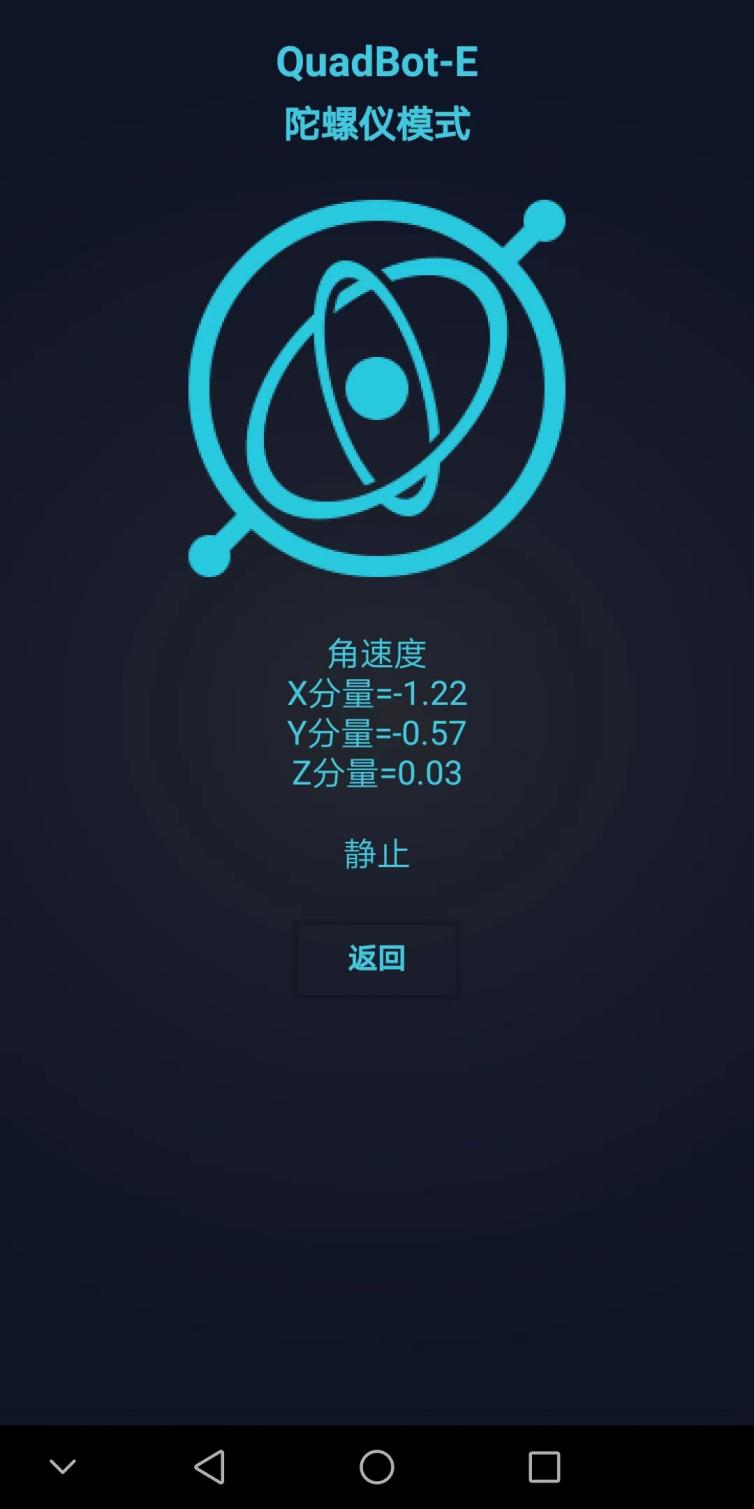 QuadBot-E
陀螺仪模式
角速度
X分量=-1.22
Y分量=-0.57
Z分量=0.03
静止
返回